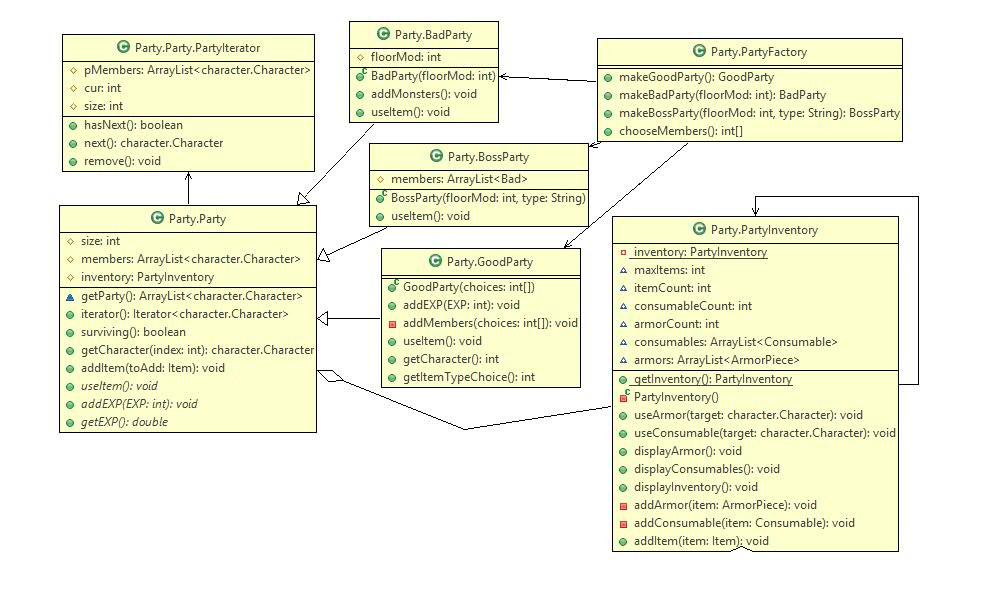 Party.Party.PartyIterator
pMembers: ArrayList<character.Character>
cur: int
size: int
hasNext(): boolean
next(): character.Character
remove(): void
Party.BadParty
floorMod: int
BadParty(floorMod: int)
addMonsters(): void
useItem(): void
Party.PartyFactory
makeGoodParty(): GoodParty
makeBadParty(floorMod: int): BadParty
makeBossParty(floorMod: int, type: String): BossParty
chooseMembers(): int[]
Party.BossParty
members: ArrayList<Bad>
BossParty(floorMod: int, type: String)
useItem(): void
Party.Party
size: int
members: ArrayList<character.Character>
inventory: PartyInventory
getParty(): ArrayList<character.Character>
iterator(): Iterator<character.Character>
surviving(): boolean
getCharacter(index: int): character.Character
addItem(toAdd: Item): void
useItem(): void
addEXP(EXP: int): void
getEXP(): double
Party.GoodParty
GoodParty(choices: int[])
addEXP(EXP: int): void
addMembers(choices: int[]): void
useItem(): void
getCharacter(): int
getItemTypeChoice(): int
Party.PartyInventory
inventory: PartyInventory
maxItems: int
itemCount: int
consumableCount: int
armorCount: int
consumables: ArrayList<Consumable>
armors: ArrayList<ArmorPiece>
getInventory(): PartyInventory
PartyInventory()
useArmor(target: character.Character): void
useConsumable(target: character.Character): void
displayArmor(): void
displayConsumables(): void
displayInventory(): void
addArmor(item: ArmorPiece): void
addConsumable(item: Consumable): void
addItem(item: Item): void